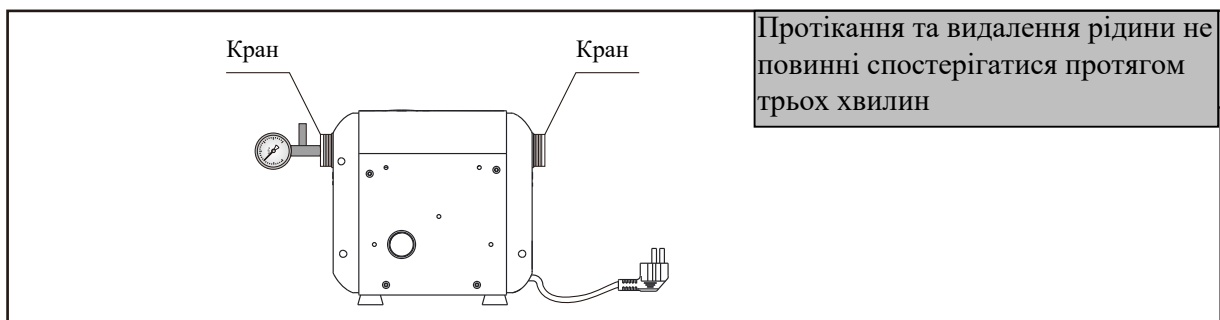 Кран
Кран
Протікання та видалення рідини не
повинні спостерігатися протягом
трьох хвилин